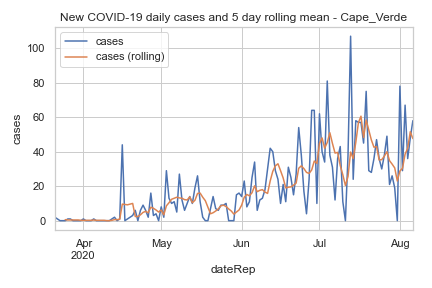 New COVID-19 daily cases and 5 day rolling mean - Cape_Verde
cases
cases (rolling)
100
80
60
40
20
0
cases
Apr
2020
May
Jun
Jul
Aug
dateRep